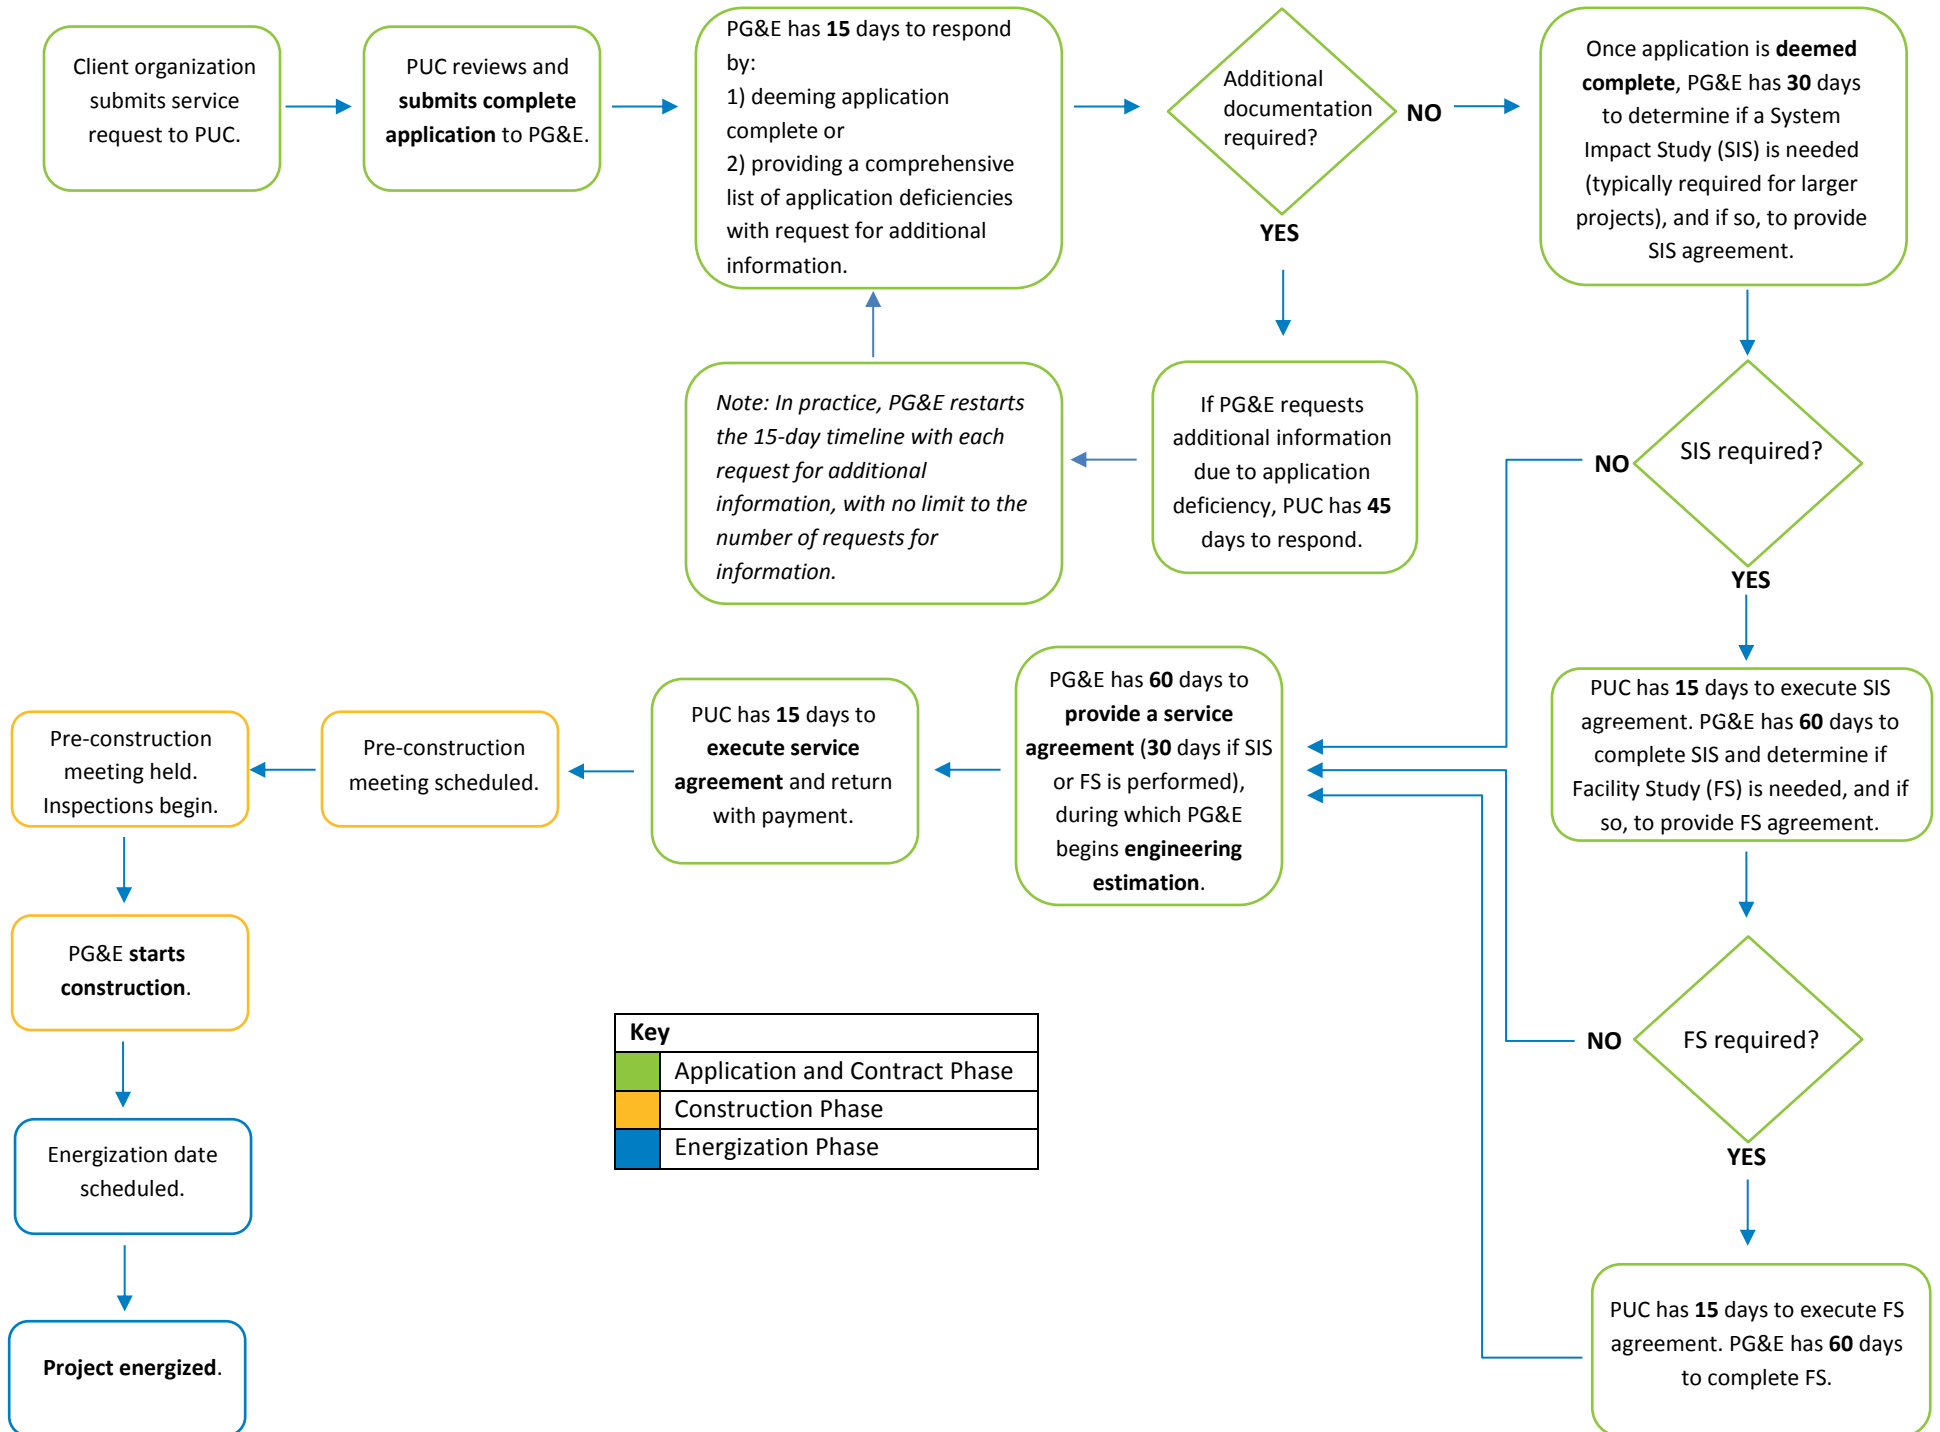 Client organization
submits service
request to PUC.
PUC reviews and
submits complete
application to PG&E.
PG&E has 15 days to respond
by:
1) deeming application
complete or
2) providing a comprehensive
list of application deficiencies
with request for additional
information.
Additional
documentation
required?
NO
YES
Once application is deemed
complete, PG&E has 30 days
to determine if a System
Impact Study (SIS) is needed
(typically required for larger
projects), and if so, to provide
SIS agreement.
If PG&E requests
additional information
due to application
deficiency, PUC has 45
days to respond.
Note: In practice, PG&E restarts
the 15-day timeline with each
request for additional
information, with no limit to the
number of requests for
information.
SIS required?
NO
YES
PUC has 15 days to execute SIS
agreement. PG&E has 60 days to
complete SIS and determine if
Facility Study (FS) is needed, and if
so, to provide FS agreement.
FS required?
NO
YES
PUC has 15 days to execute FS
agreement. PG&E has 60 days
to complete FS.
PG&E has 60 days to
provide a service
agreement (30 days if SIS
or FS is performed),
during which PG&E
begins engineering
estimation.
PUC has 15 days to
execute service
agreement and return
with payment.
Pre-construction
meeting scheduled.
Pre-construction
meeting held.
Inspections begin.
PG&E starts
construction.
Energization date
scheduled.
Project energized.
Key
Application and Contract Phase
Construction Phase
Energization Phase